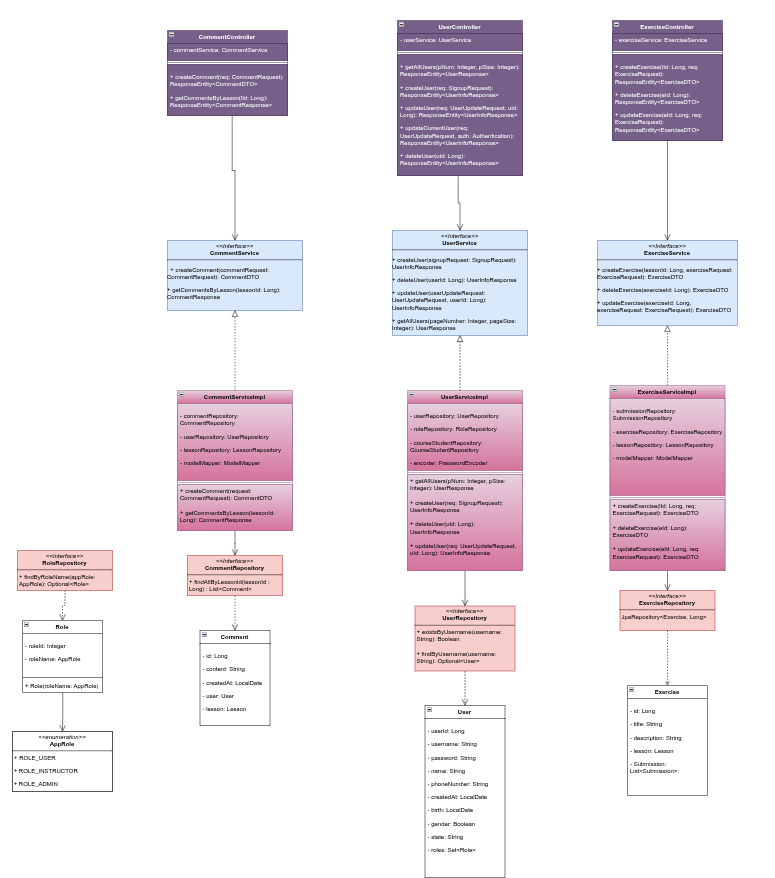 CommentController
- commentService: CommentService
+ createComment(req: CommentRequest):
ResponseEntity<CommentDTO>
+ getCommentsByLesson(lId: Long):
ResponseEntity<CommentResponse>
UserController
- userService: UserService
+ getAllUsers(pNum: Integer, pSize: Integer):
ResponseEntity<UserResponse>
+ createUser(req: SignupRequest):
ResponseEntity<UserInfoResponse>
+ updateUser(req: UserUpdateRequest, uId:
Long): ResponseEntity<UserInfoResponse>
+ updateCurrentUser(req:
UserUpdateRequest, auth: Authentication):
ResponseEntity<UserInfoResponse>
+ deleteUser(uId: Long):
ResponseEntity<UserInfoResponse>
ExerciseController
- exerciseService: ExerciseService
+ createExercise(lId: Long, req:
ExerciseRequest):
ResponseEntity<ExerciseDTO>
+ deleteExercise(eId: Long):
ResponseEntity<ExerciseDTO>
+ updateExercise(eId: Long, req:
ExerciseRequest):
ResponseEntity<ExerciseDTO>
<<Interface>>
CommentService
+ createComment(commentRequest:
CommentRequest): CommentDTO
+ getCommentsByLesson(lessonId: Long):
CommentResponse
<<Interface>>
UserService
+ createUser(signupRequest: SignupRequest):
UserInfoResponse
+ deleteUser(userId: Long): UserInfoResponse
+ updateUser(userUpdateRequest:
UserUpdateRequest, userId: Long):
UserInfoResponse
+ getAllUsers(pageNumber: Integer, pageSize:
Integer): UserResponse
<<Interface>>
ExerciseService
+ createExercise(lessonId: Long, exerciseRequest:
ExerciseRequest): ExerciseDTO
+ deleteExercise(exerciseId: Long): ExerciseDTO
+ updateExercise(exerciseId: Long,
exerciseRequest: ExerciseRequest): ExerciseDTO
CommentServiceImpl
- commentRepository:
CommentRepository
- userRepository: UserRepository
- lessonRepository: LessonRepository
- modelMapper: ModelMapper
+ createComment(request:
CommentRequest): CommentDTO
+ getCommentsByLesson(lessonId:
Long): CommentResponse
UserServiceImpl
- userRepository: UserRepository
- roleRepository: RoleRepository
- courseStudentRepository:
CourseStudentRepository
- encoder: PasswordEncoder
+ getAllUsers(pNum: Integer, pSize:
Integer): UserResponse
+ createUser(req: SignupRequest):
UserInfoResponse
+ deleteUser(uId: Long):
UserInfoResponse
+ updateUser(req: UserUpdateRequest,
uId: Long): UserInfoResponse
ExerciseServiceImpl
- submissionRepository:
SubmissionRepository
- exerciseRepository: ExerciseRepository
- lessonRepository: LessonRepository
- modelMapper: ModelMapper
+ createExercise(lId: Long, req:
ExerciseRequest): ExerciseDTO
+ deleteExercise(eId: Long):
ExerciseDTO
+ updateExercise(eId: Long, req:
ExerciseRequest): ExerciseDTO
<<Interface>>
RoleRepository
+ findByRoleName(appRole:
AppRole): Optional<Role>
<<Interface>>
CommentRepository
+ findAllByLessonId(lessonId :
Long) : List<Comment>
<<Interface>>
UserRepository
+ existsByUsername(username:
String): Boolean
+ findByUsername(username:
String): Optional<User>
<<Interface>>
ExerciseRepository
JpaRepository<Exercise, Long>
Role
- roleId: Integer
- roleName: AppRole
+ Role(roleName: AppRole)
Comment
- id: Long
- content: String
- createdAt: LocalDate
- user: User
- lesson: Lesson
User
- userId: Long
- username: String
- password: String
- name: String
- phoneNumber: String
- createdAt: LocalDate
- birth: LocalDate
- gender: Boolean
- state: String
- roles: Set<Role>
Exercise
- id: Long
- title: String
- description: String
- lesson: Lesson
- Submission:
List<Submission>:
<<enumeration>>
AppRole
+ ROLE_USER
+ ROLE_INSTRUCTOR
+ ROLE_ADMIN